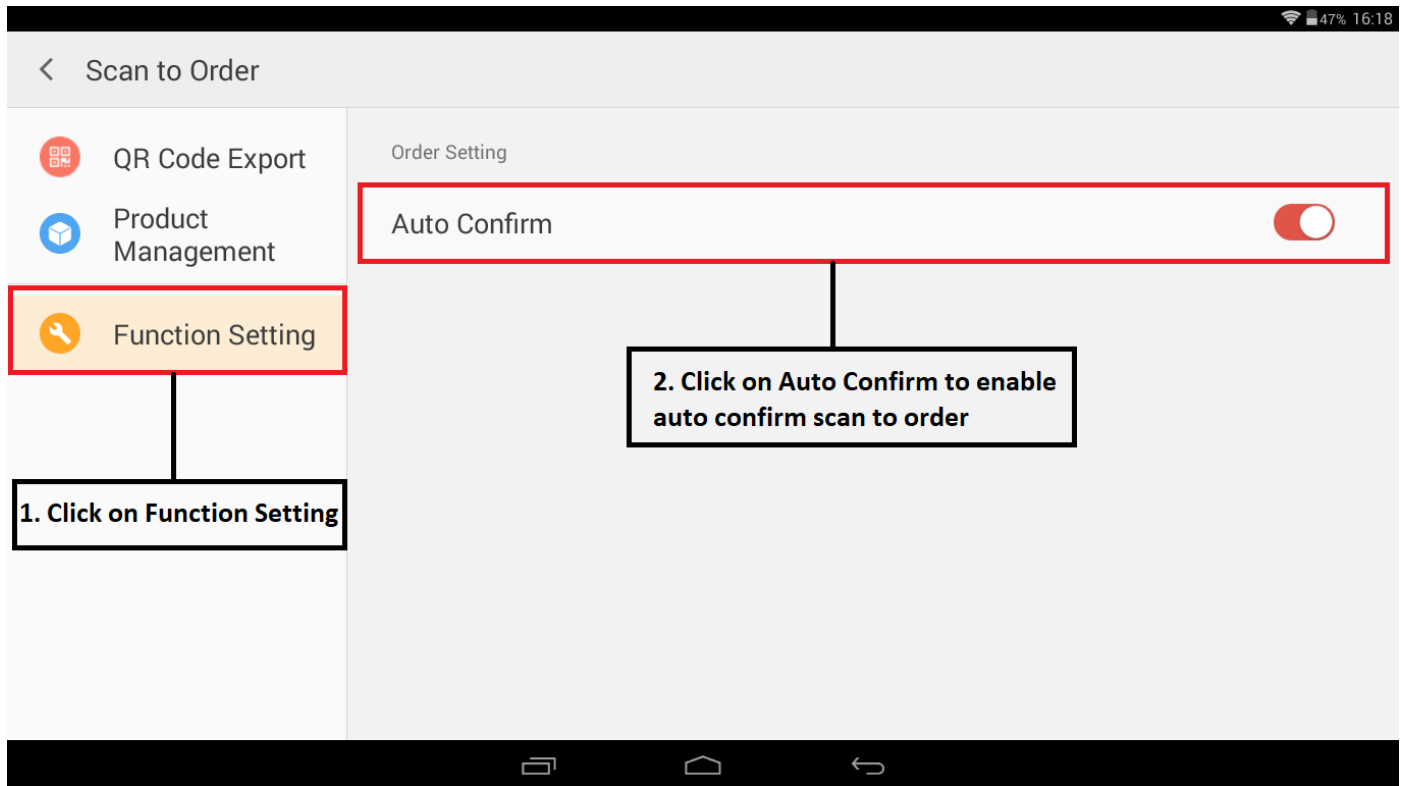 47% 16:18
Scan to Order
QR Code Export
Product
Management
Function Setting
1. Click on Function Setting
Order Setting
Auto Confirm
2. Click on Auto Confirm to enable
auto confirm scan to order